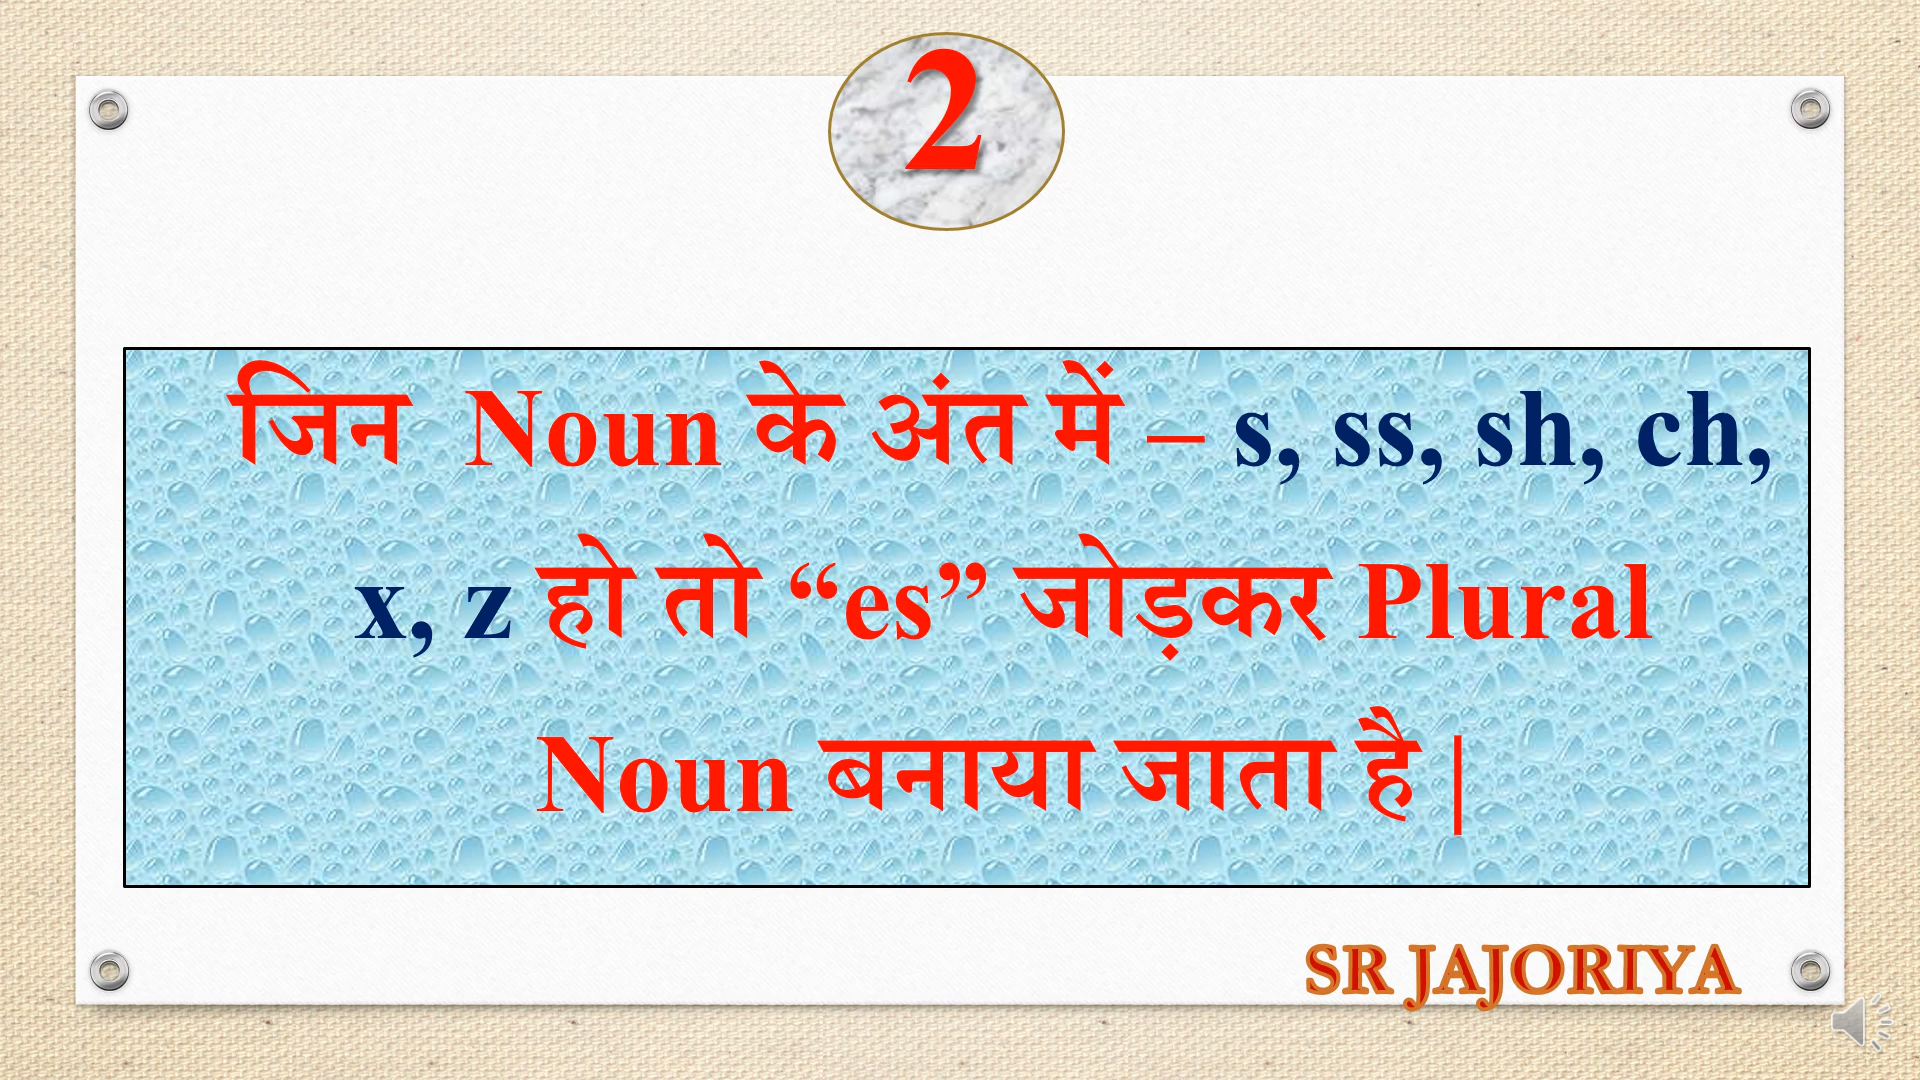 2
जिन Noun के अंत में – s, ss, sh, ch,
x, z हो तो “es” जोड़कर Plural
Noun बनाया जाता है |
SR JAJORIYA